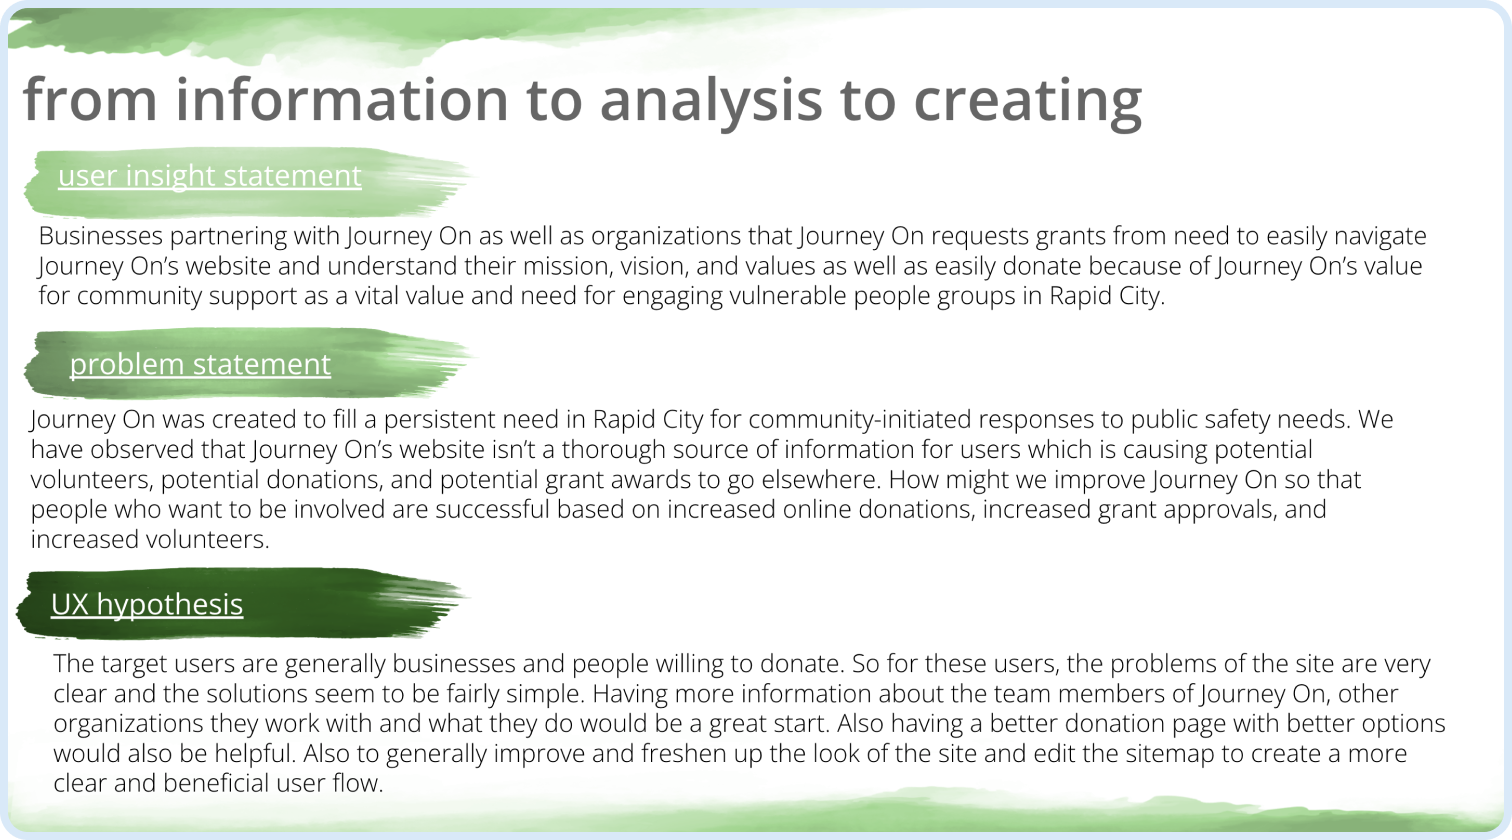 from information to analysis to creating
user insight statement
Businesses partnering with Journey On as well as organizations that Journey On requests grants from need to easily navigate
Journey On’s website and understand their mission, vision, and values as well as easily donate because of Journey On’s value
for community support as a vital value and need for engaging vulnerable people groups in Rapid City.
problem statement
Journey On was created to fill a persistent need in Rapid City for community-initiated responses to public safety needs. We
have observed that Journey On’s website isn’t a thorough source of information for users which is causing potential
volunteers, potential donations, and potential grant awards to go elsewhere. How might we improve Journey On so that
people who want to be involved are successful based on increased online donations, increased grant approvals, and
increased volunteers.
UX hypothesis
The target users are generally businesses and people willing to donate. So for these users, the problems of the site are very
clear and the solutions seem to be fairly simple. Having more information about the team members of Journey On, other
organizations they work with and what they do would be a great start. Also having a better donation page with better options
would also be helpful. Also to generally improve and freshen up the look of the site and edit the sitemap to create a more
clear and beneficial user flow.